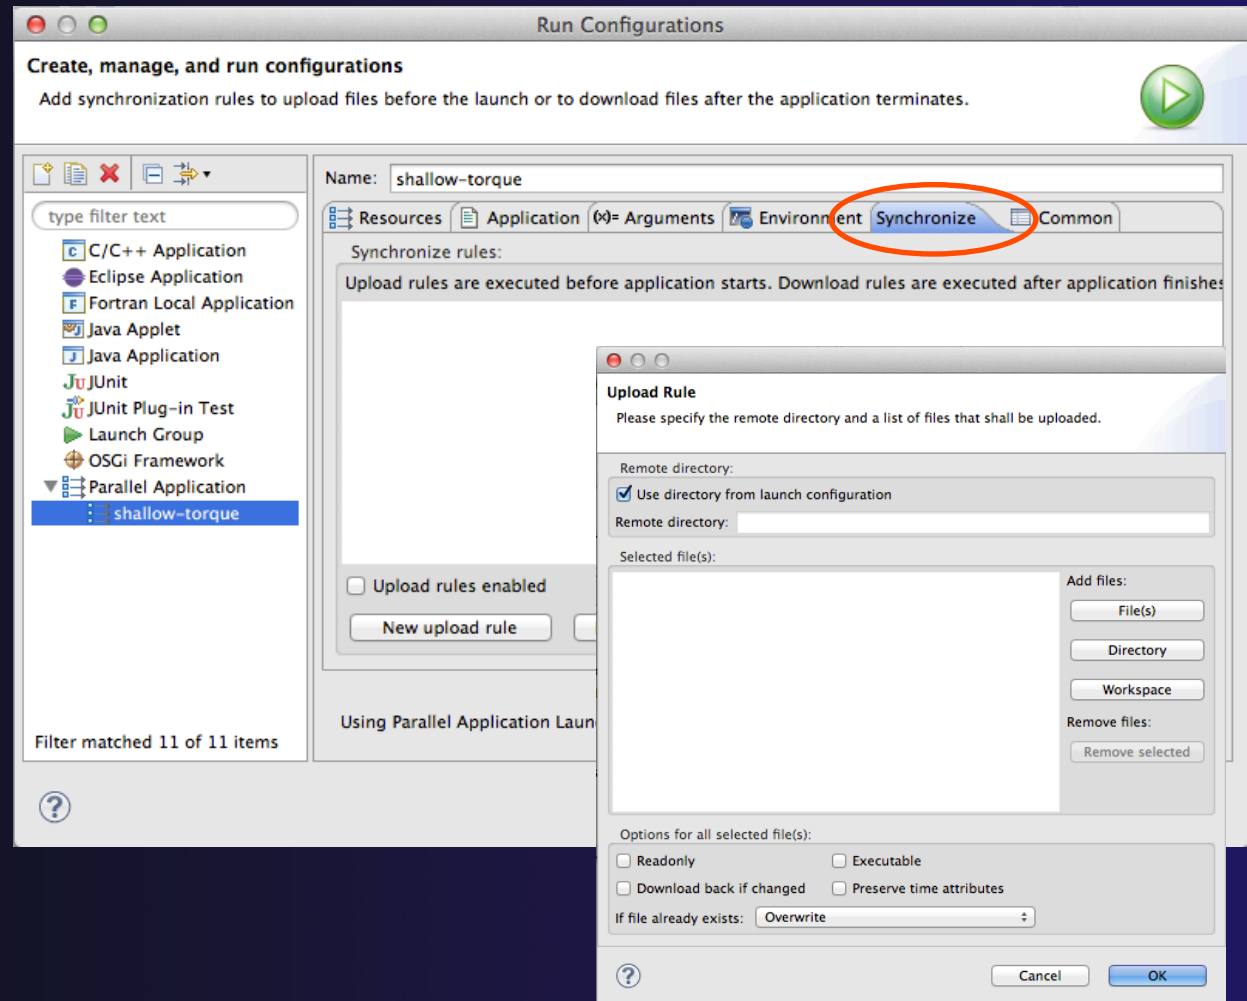 Run Configurations
Create, manage, and run configurations
Add synchronization rules to upload files before the launch or to download files after the application terminates.
type filter text
C/C++ Application
Eclipse Application
Fortran Local Application
Java Applet
Java Application
JUnit
JUnit Plug-in Test
Launch Group
OSGi Framework
Parallel Application
shallow-torque
Filter matched 11 of 11 items
Name: shallow-torque
Resources Application (x)= Arguments Environment Synchronize Common
Synchronize rules:
Upload rules are executed before application starts. Download rules are executed after application finishes
Upload rules enabled
New upload rule
Using Parallel Application
Upload Rule
Please specify the remote directory and a list of files that shall be uploaded.
Remote directory:
Use directory from launch configuration
Remote directory:
Selected file(s):
Add files:
File(s)
Directory
Workspace
Remove files:
Remove selected
Options for all selected file(s):
Readonly Executable
Download back if changed Preserve time attributes
If file already exists: Overwrite
Cancel OK